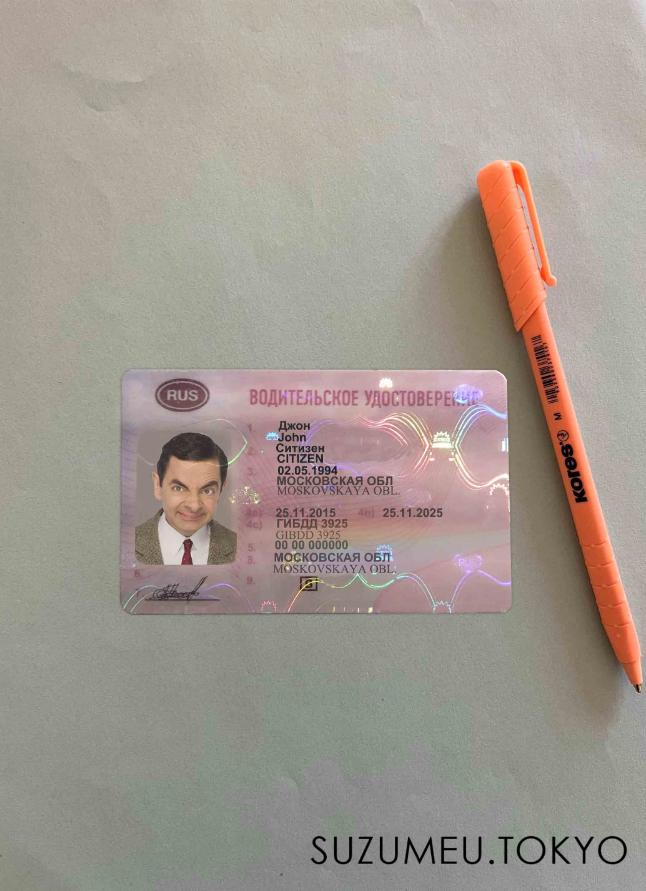 RUS
ВОДИТЕЛЬСКОЕ УДОСТОВЕРЕНИЕ
1. Джон
John
2. Ситизен
CITIZEN
3. 02.05.1994
МОСКОВСКАЯ ОБЛ
MOSKOVSKAYA OBL.
4a) 25.11.2015 4b) 25.11.2025
4c) ГИБДД 3925
GIBDD 3925
5. 00 00 000000
8. МОСКОВСКАЯ ОБЛ
MOSKOVSKAYA OBL.
6.
9.
RUS
kores
M
SUZUMEU.TOKYO